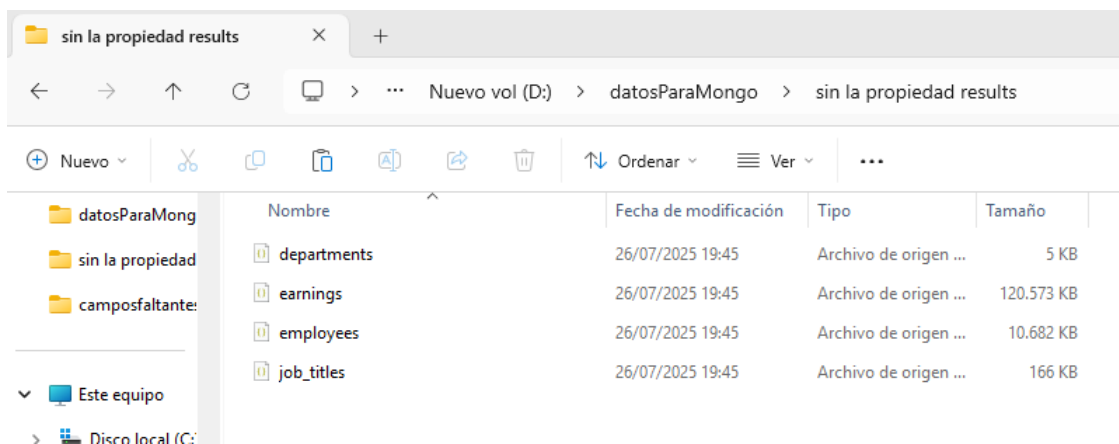 sin la propiedad results
Nuevo vol (D:) > datosParaMongo > sin la propiedad results
Nuevo Ordenar Ver
datosParaMong
sin la propiedad
camposfaltante
Este equipo
Disco local (C:
Nombre Fecha de modificación Tipo Tamaño
departments 26/07/2025 19:45 Archivo de origen ... 5 KB
earnings 26/07/2025 19:45 Archivo de origen ... 120.573 KB
employees 26/07/2025 19:45 Archivo de origen ... 10.682 KB
job_titles 26/07/2025 19:45 Archivo de origen ... 166 KB